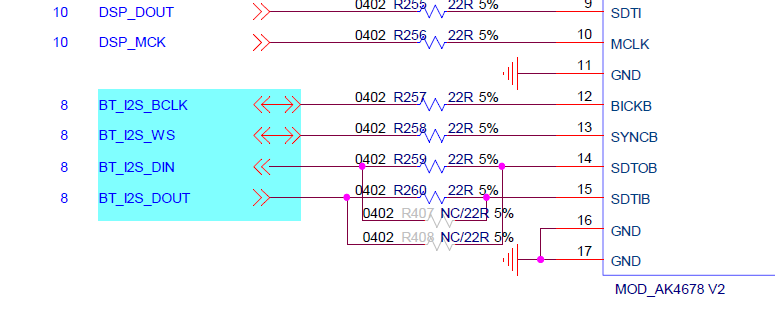 10 DSP_DOUT 0402 R255 22R 5% 9 SDTI
10 DSP_MCK 0402 R256 22R 5% 10 MCLK
11 GND
8 BT_I2S_BCLK 0402 R257 22R 5% 12 BICKB
8 BT_I2S_WS 0402 R258 22R 5% 13 SYNCB
8 BT_I2S_DIN 0402 R259 22R 5% 14 SDTOB
8 BT_I2S_DOUT 0402 R260 22R 5% 15 SDTIB
0402 R407 NC/22R 5%
16 GND
0402 R408 NC/22R 5%
17 GND
MOD_AK4678 V2